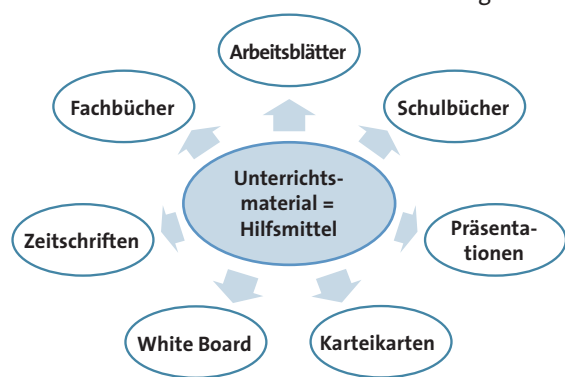 Arbeitsblätter
Fachbücher
Schulbücher
Unterrichts-
material =
Hilfsmittel
Zeitschriften
Präsenta-
tionen
White Board
Karteikarten